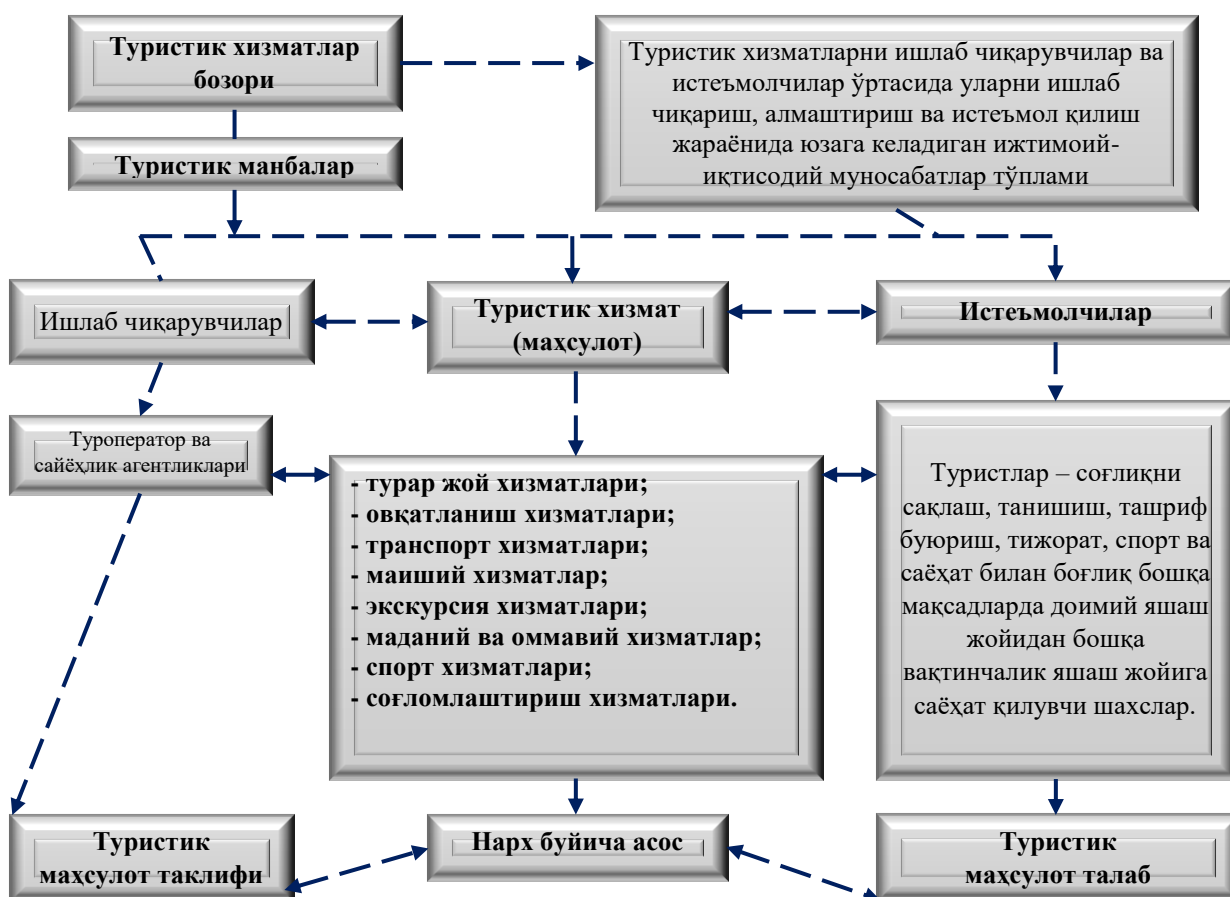 Туристик хизматлар
бозори
Туристик хизматларни ишлаб чиқарувчилар ва
истеъмолчилар ўртасида уларни ишлаб
чиқариш, алмаштириш ва истеъмол қилиш
жараёнида юзага келадиган ижтимоий-
иқтисодий муносабатлар тўплами
Туристик манбалар
Ишлаб чиқарувчилар
Туристик хизмат
(маҳсулот)
Истеъмолчилар
Туроператор ва
сайёҳлик агентликлари
- турар жой хизматлари;
- овқатланиш хизматлари;
- транспорт хизматлари;
- маиший хизматлар;
- экскурсия хизматлари;
- маданий ва оммавий хизматлар;
- спорт хизматлари;
- соғломлаштириш хизматлари.
Туристлар – соғлиқни
сақлаш, танишиш, ташриф
буюриш, тижорат, спорт ва
саёҳат билан боғлиқ бошқа
мақсадларда доимий яшаш
жойидан бошқа
вақтинчалик яшаш жойига
саёҳат қилувчи шахслар.
Туристик
маҳсулот таклифи
Нарх буйича асос
Туристик
маҳсулот талаб